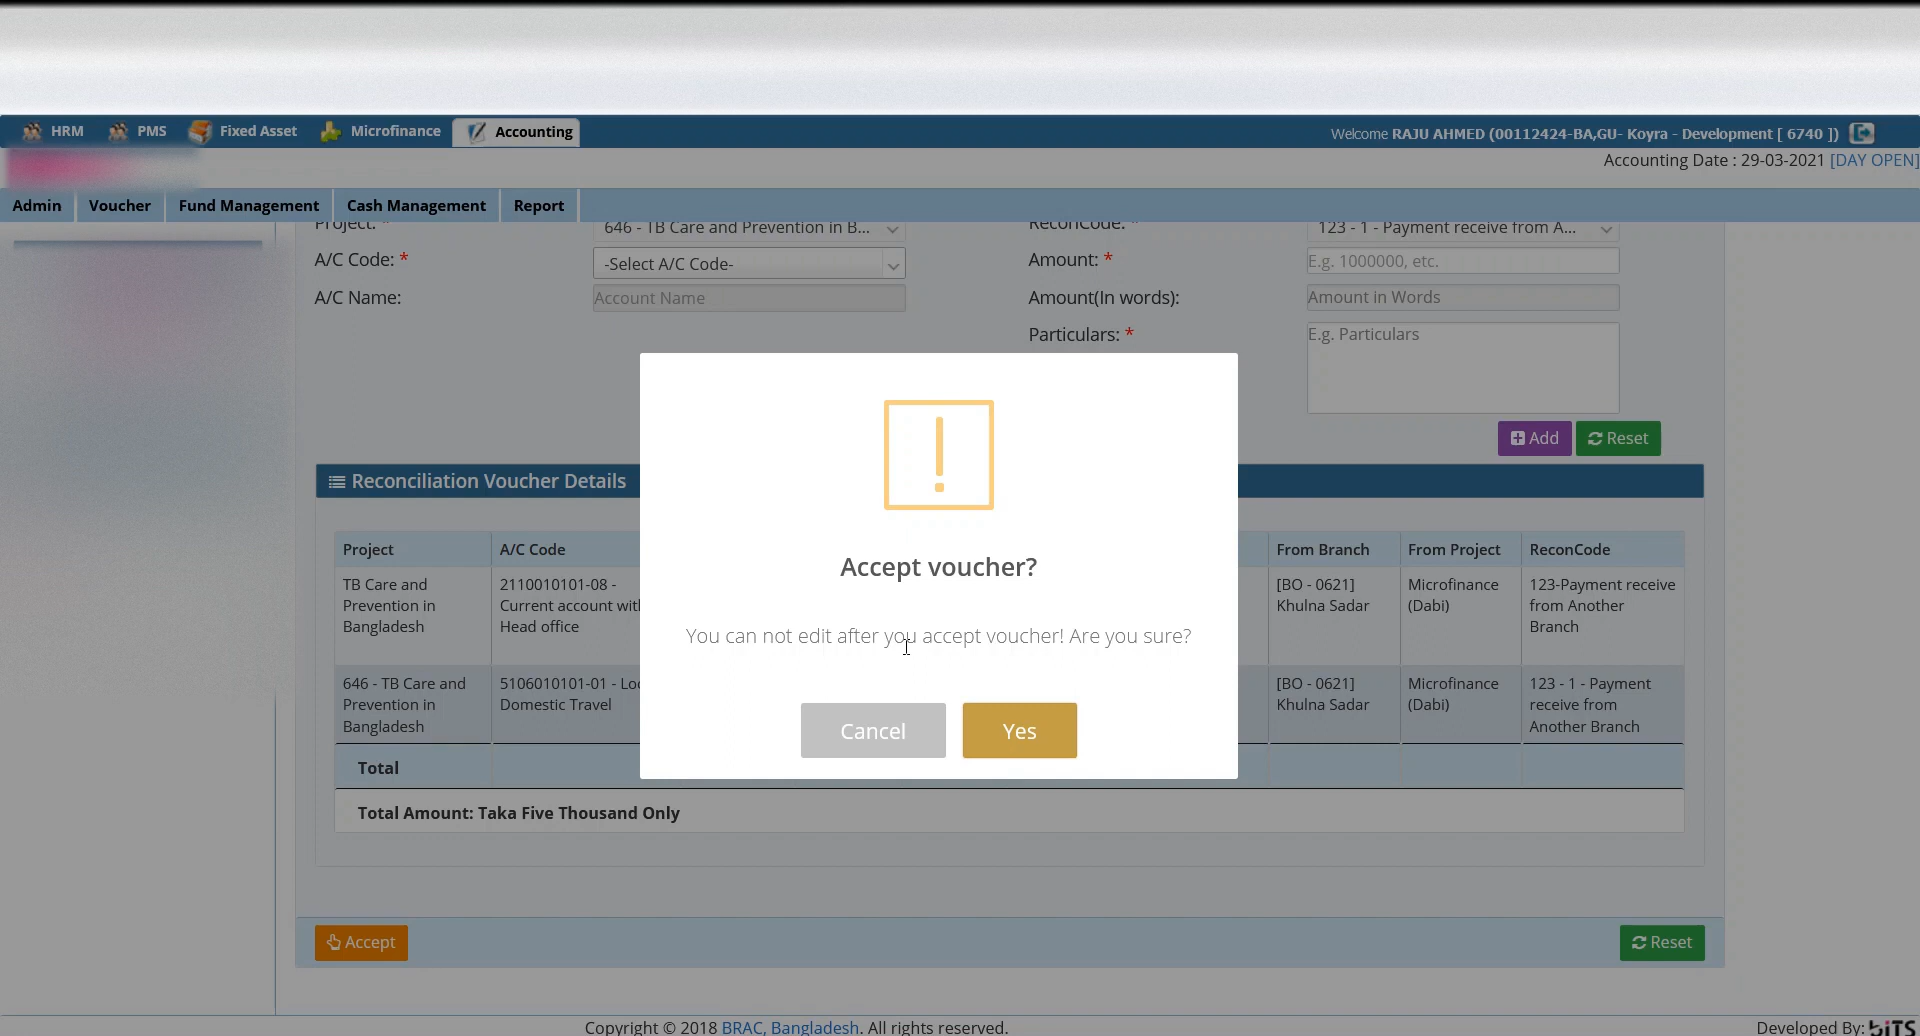 HRM PMS Fixed Asset Microfinance Accounting
Welcome RAJU AHMED (00112424-BA,GU- Koyra - Development [ 6740 ])
Accounting Date : 29-03-2021 [DAY OPEN]
Admin Voucher Fund Management Cash Management Report
Project: * 646 - TB Care and Prevention in B... ReconCode: * 123 - 1 - Payment receive from A...
A/C Code: * -Select A/C Code- Amount: * E.g. 1000000, etc.
A/C Name: Account Name Amount(In words): Amount in Words
Particulars: * E.g. Particulars
Add Reset
Reconciliation Voucher Details
!
Accept voucher?
You can not edit after you accept voucher! Are you sure?
Cancel Yes
Project A/C Code From Branch From Project ReconCode
TB Care and 2110010101-08 - [BO - 0621] Microfinance 123-Payment receive
Prevention in Current account with Khulna Sadar (Dabi) from Another
Bangladesh Head office Branch
646 - TB Care and 5106010101-01 - [BO - 0621] Microfinance 123 - 1 - Payment
Prevention in Domestic Travel Khulna Sadar (Dabi) receive from
Bangladesh Another Branch
Total
Total Amount: Taka Five Thousand Only
Accept Reset
Copyright © 2018 BRAC, Bangladesh. All rights reserved. Developed By: BiTS